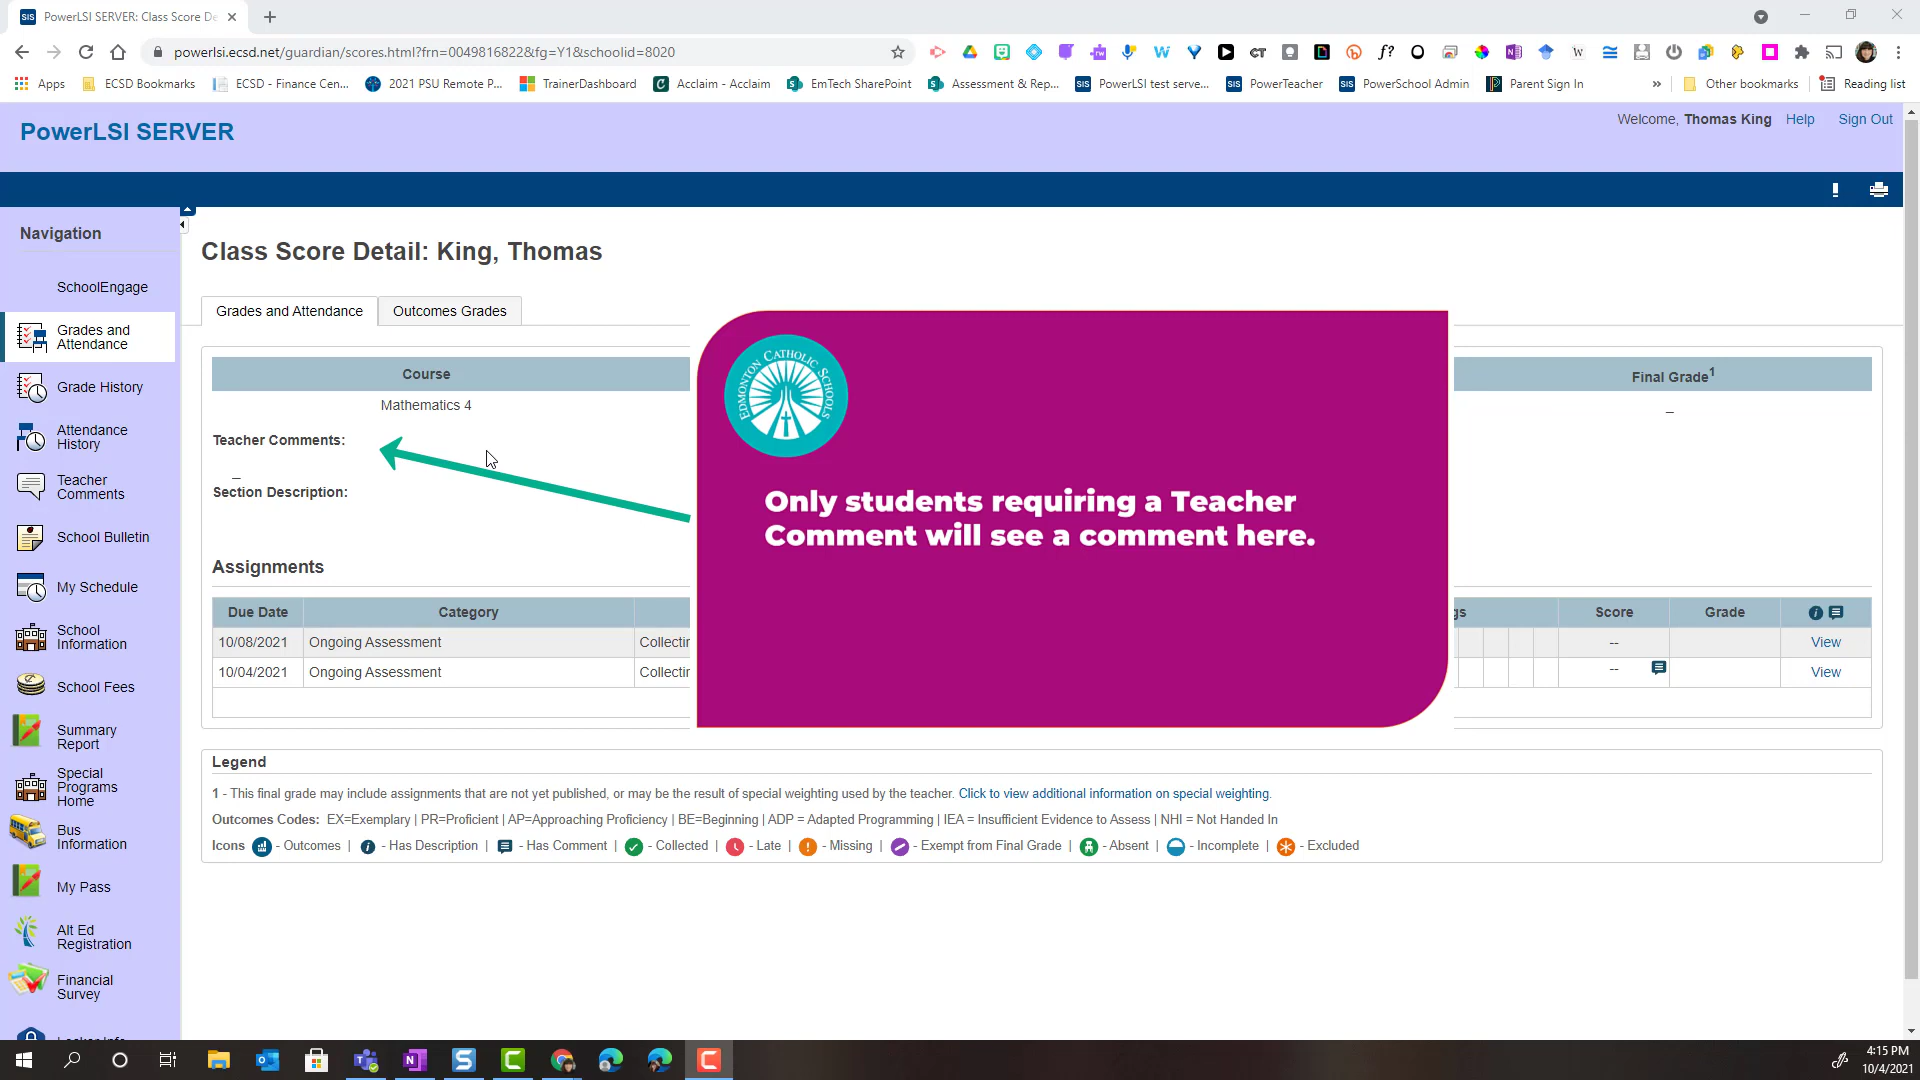 PowerLSI SERVER: Class Score De
powerlsi.ecsd.net/guardian/scores.html?frn=0049816822&fg=Y1&schoolid=8020
Apps
ECSD Bookmarks
ECSD - Finance Cen...
2021 PSU Remote P...
TrainerDashboard
Acclaim - Acclaim
EmTech SharePoint
Assessment & Rep...
PowerLSI test serve...
PowerTeacher
PowerSchool Admin
Parent Sign In
»
Other bookmarks
Reading list
PowerLSI SERVER
Welcome, Thomas King Help Sign Out
Navigation
SchoolEngage
Grades and
Attendance
Grade History
Attendance
History
Teacher
Comments
School Bulletin
My Schedule
School
Information
School Fees
Summary
Report
Special
Programs
Home
Bus
Information
My Pass
Alt Ed
Registration
Financial
Survey
Class Score Detail: King, Thomas
Grades and Attendance
Outcomes Grades
Course
Final Grade1
Mathematics 4
--
Teacher Comments:
--
Section Description:
EDMONTON CATHOLIC SCHOOLS
Only students requiring a Teacher
Comment will see a comment here.
Assignments
Due Date Category gs Score Grade
10/08/2021 Ongoing Assessment Collectin -- View
10/04/2021 Ongoing Assessment Collectin -- View
Legend
1 - This final grade may include assignments that are not yet published, or may be the result of special weighting used by the teacher. Click to view additional information on special weighting.
Outcomes Codes: EX=Exemplary | PR=Proficient | AP=Approaching Proficiency | BE=Beginning | ADP = Adapted Programming | IEA = Insufficient Evidence to Assess | NHI = Not Handed In
Icons - Outcomes | - Has Description | - Has Comment | - Collected | - Late | - Missing | - Exempt from Final Grade | - Absent | - Incomplete | - Excluded
4:15 PM
10/4/2021